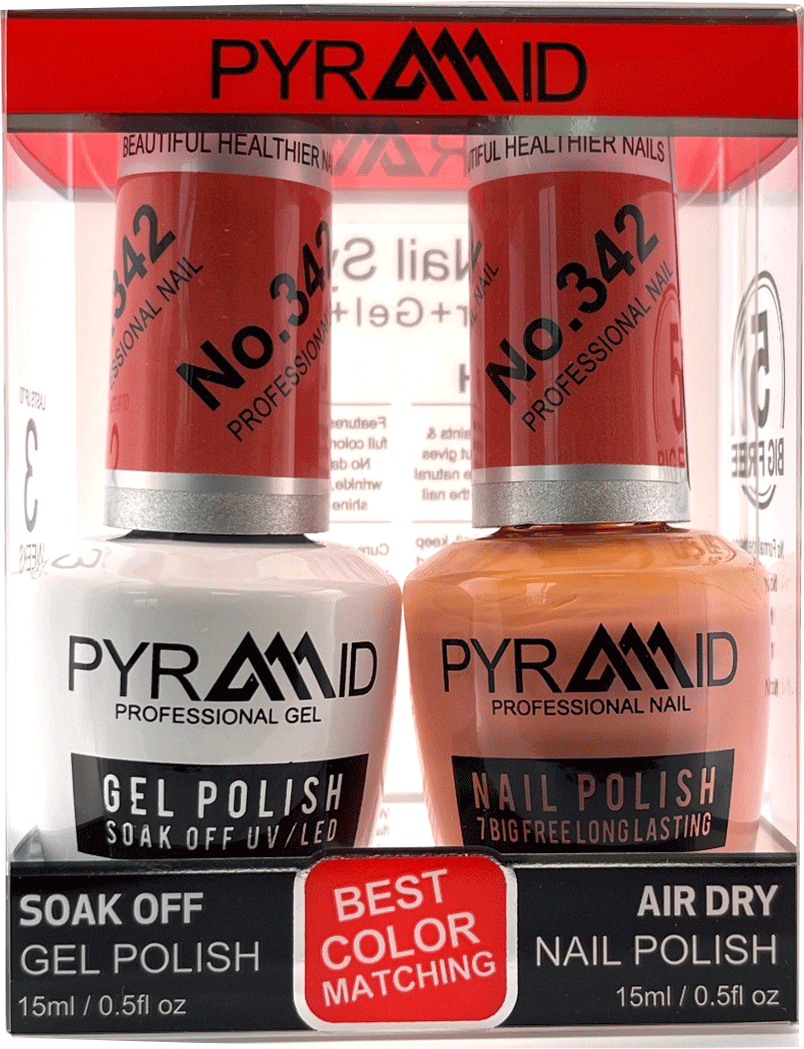 PYRAMID
BEAUTIFUL HEALTHIER
HEALTHIER NAILS
342
No.342
No.342
PROFESSIONAL NAIL
PROFESSIONAL NAIL
PYRAMID
PROFESSIONAL GEL
GEL POLISH
SOAK OFF UV/LED
PYRAMID
PROFESSIONAL NAIL
NAIL POLISH
7 BIG FREE LONG LASTING
SOAK OFF
GEL POLISH
15ml / 0.5fl oz
BEST
COLOR
MATCHING
AIR DRY
NAIL POLISH
15ml / 0.5fl oz